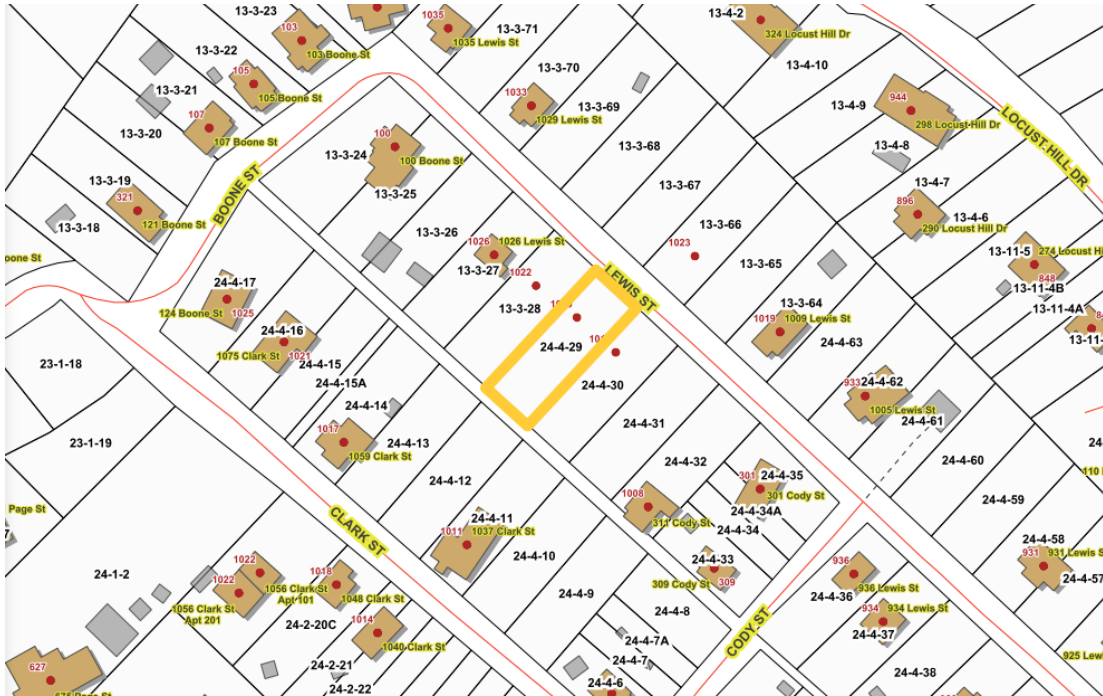 13-3-23
103
103 Boone St
13-3-22
105
105 Boone St
13-3-21
107
107 Boone St
13-3-20
13-3-19
321
121 Boone St
13-3-18
BOONE ST
1035
13-3-71
1035 Lewis St
13-3-70
1033
1029 Lewis St
13-3-69
13-3-68
13-3-67
13-3-66
1023
13-3-65
13-3-64
1019
1009 Lewis St
13-4-2
324 Locust Hill Dr
13-4-10
13-4-9
944
298 Locust Hill Dr
13-4-8
LOCUST HILL DR
13-4-7
896
13-4-6
290 Locust Hill Dr
13-11-5
274 Locust Hil
848
13-11-4B
13-11-4A
13-11-
100
13-3-24
100 Boone St
13-3-25
13-3-26
1026
1026 Lewis St
13-3-27
1022
13-3-28
LEWIS ST
24-4-29
24-4-30
24-4-31
24-4-32
24-4-63
933
24-4-62
1005 Lewis St
24-4-61
24-4-60
24-4-59
24-4-58
931
931 Lewis S
24-4-57
oone St
24-4-17
124 Boone St
1025
24-4-16
1075 Clark St
1021
24-4-15
24-4-15A
24-4-14
1017
24-4-13
1059 Clark St
24-4-12
24-4-11
1011
1037 Clark St
24-4-10
24-4-9
24-4-8
24-4-7A
24-4-7
24-4-6
CLARK ST
301
24-4-35
301 Cody St
24-4-34A
24-4-34
1008
311 Cody St
24-4-33
309 Cody St
309
CODY ST
936
936 Lewis St
24-4-36
934
934 Lewis St
24-4-37
24-4-38
925 Lewi
110
23-1-18
23-1-19
Page St
24-1-2
1022
1022
1056 Clark St
Apt 101
1056 Clark St
Apt 201
1018
1048 Clark St
24-2-20C
1014
1040 Clark St
24-2-21
24-2-22
627
676 Page St